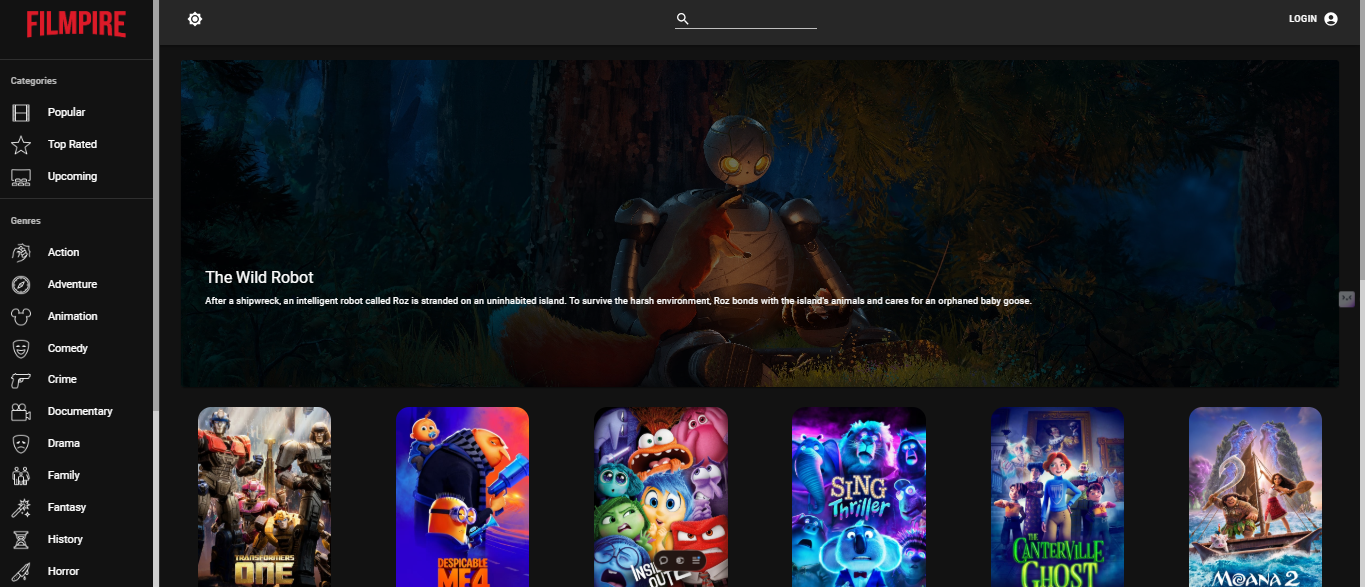 FILMPIRE
LOGIN
Categories
Popular
Top Rated
Upcoming
Genres
Action
Adventure
Animation
Comedy
Crime
Documentary
Drama
Family
Fantasy
History
Horror
The Wild Robot
After a shipwreck, an intelligent robot called Roz is stranded on an uninhabited island. To survive the harsh environment, Roz bonds with the island's animals and cares for an orphaned baby goose.
TRANSFORMERS
ONE
DESPICABLE
ME4
INSIDE
OUT
SING
Thriller
THE
CANTERVILLE
GHOST
MOANA 2